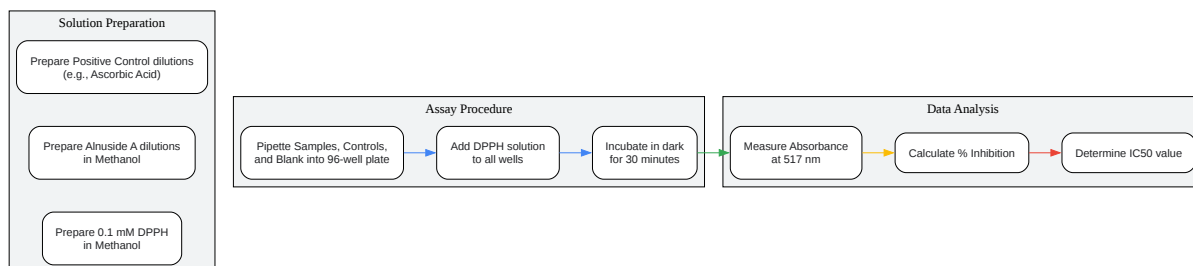 Solution Preparation
Prepare Positive Control dilutions
(e.g., Ascorbic Acid)
Prepare Alnuside A dilutions
in Methanol
Prepare 0.1 mM DPPH
in Methanol
Assay Procedure
Pipette Samples, Controls,
and Blank into 96-well plate
Add DPPH solution
to all wells
Incubate in dark
for 30 minutes
Data Analysis
Measure Absorbance
at 517 nm
Calculate % Inhibition
Determine IC50 value